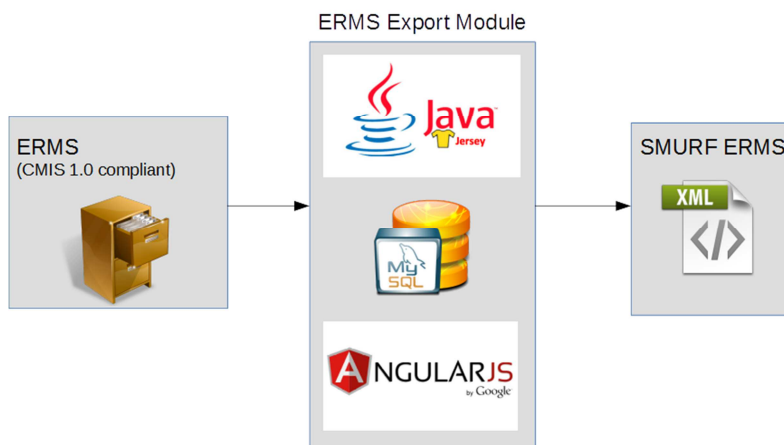 ERMS Export Module
ERMS
(CMIS 1.0 compliant)
Java
Jersey
My
SQL
ANGULARJS
by Google
SMURF ERMS
XML
</>